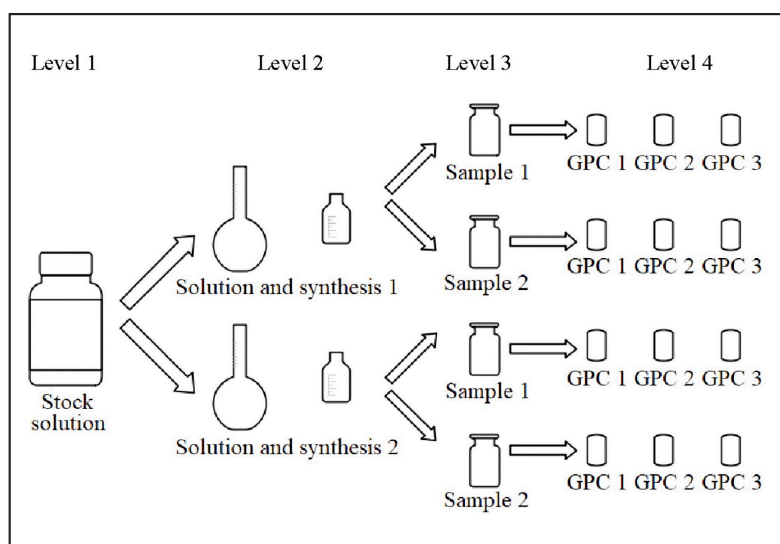 Level 1 Level 2 Level 3 Level 4
Sample 1
GPC 1 GPC 2 GPC 3
Solution and synthesis 1
Sample 2
GPC 1 GPC 2 GPC 3
Stock
solution
Sample 1
GPC 1 GPC 2 GPC 3
Solution and synthesis 2
Sample 2
GPC 1 GPC 2 GPC 3